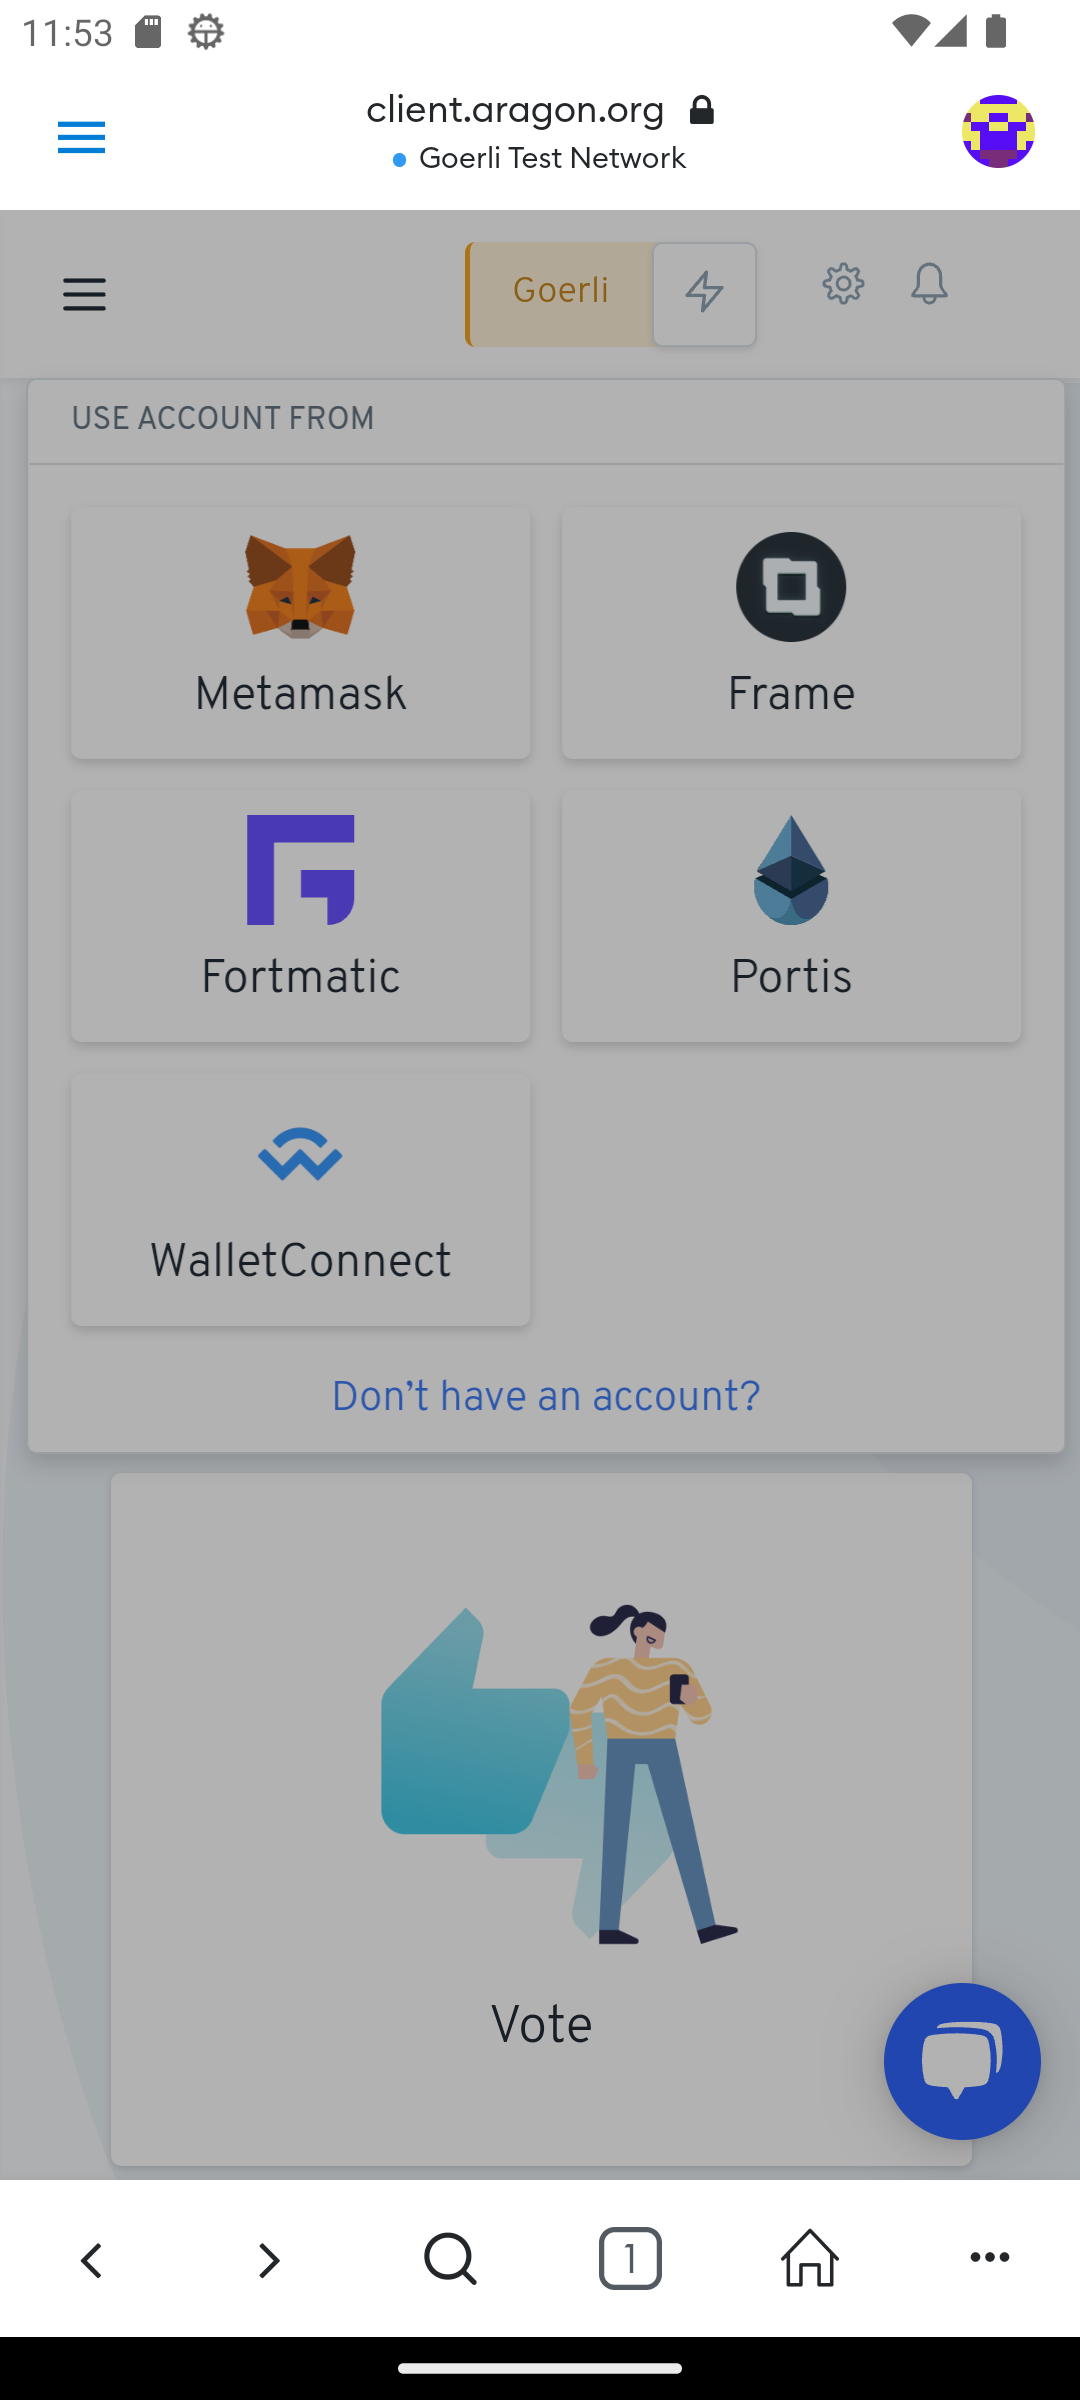 11:53
client.aragon.org
Goerli Test Network
Goerli
USE ACCOUNT FROM
Metamask
Frame
Fortmatic
Portis
WalletConnect
Don’t have an account?
Vote
1